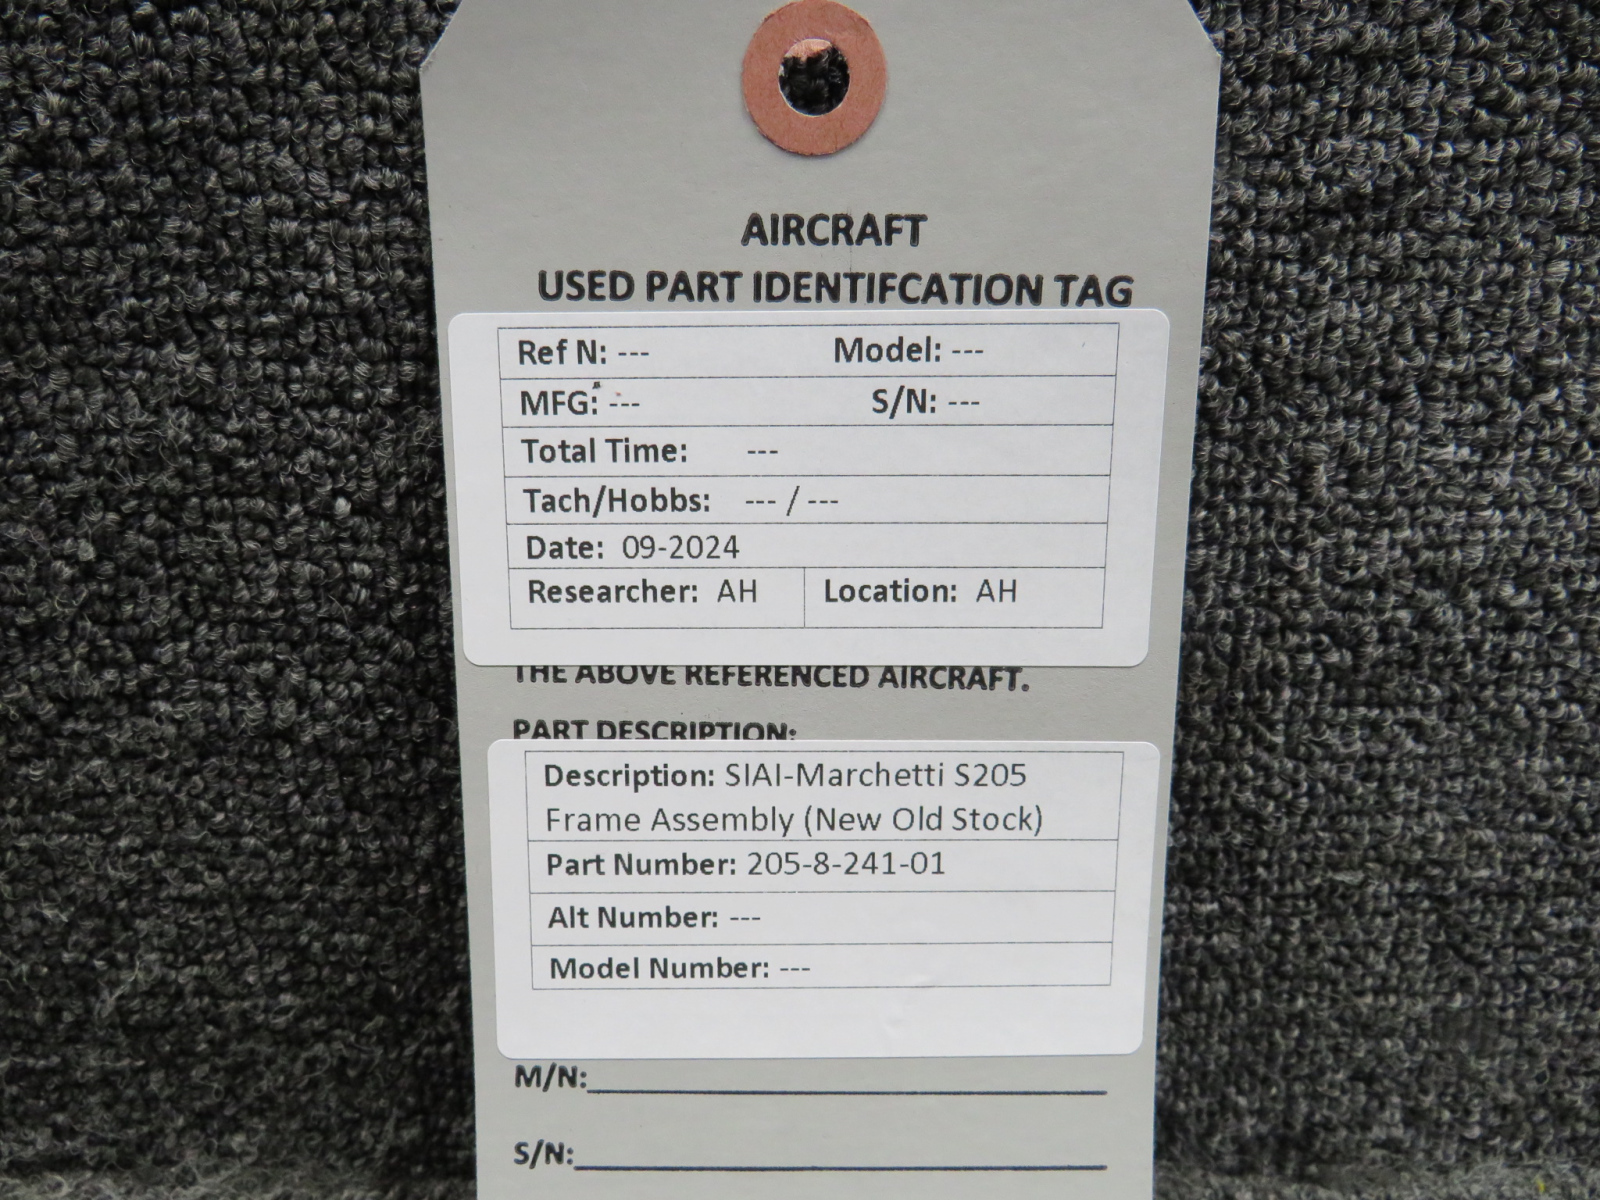 AIRCRAFT
USED PART IDENTIFCATION TAG
Ref N: --- Model: ---
MFG: --- S/N: ---
Total Time: ---
Tach/Hobbs: --- / ---
Date: 09-2024
Researcher: AH Location: AH
THE ABOVE REFERENCED AIRCRAFT.
PART DESCRIPTION:
Description: SIAI-Marchetti S205
Frame Assembly (New Old Stock)
Part Number: 205-8-241-01
Alt Number: ---
Model Number: ---
M/N:
S/N: